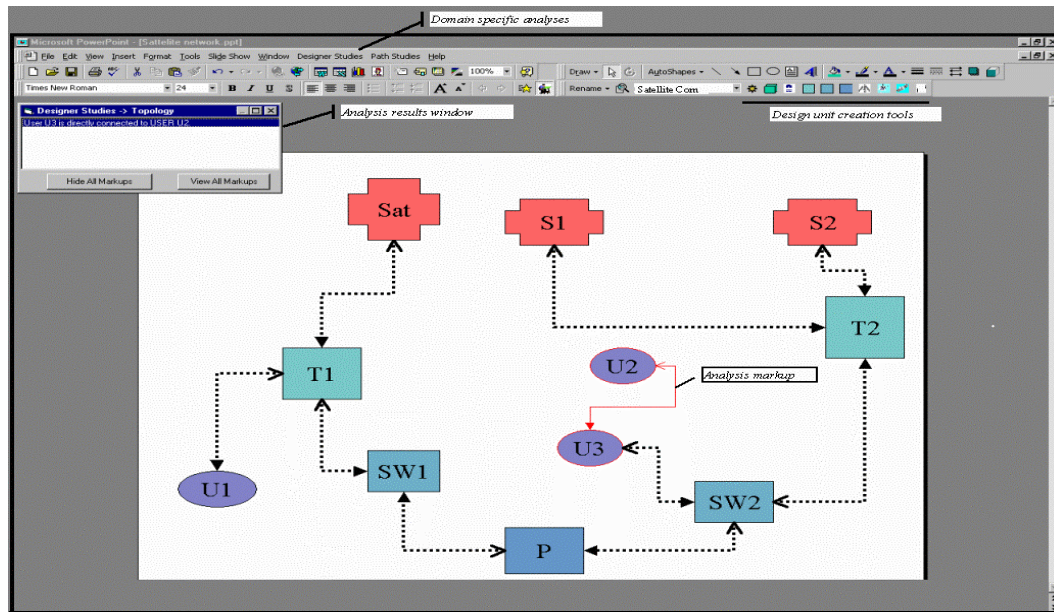 Domain specific analyses
Microsoft PowerPoint - [Sattelite network.ppt]
File Edit View Insert Format Tools Slide Show Window Designer Studies Path Studies Help
100%
Draw
AutoShapes
Times New Roman
24
B I U S
Rename
Satellite Com
Designer Studies -> Topology
User U3 is directly connected to USER U2
Hide All Markups
View All Markups
Analysis results window
Design unit creation tools
Sat
S1
S2
T2
U2
Analysis markup
T1
U3
SW1
U1
SW2
P